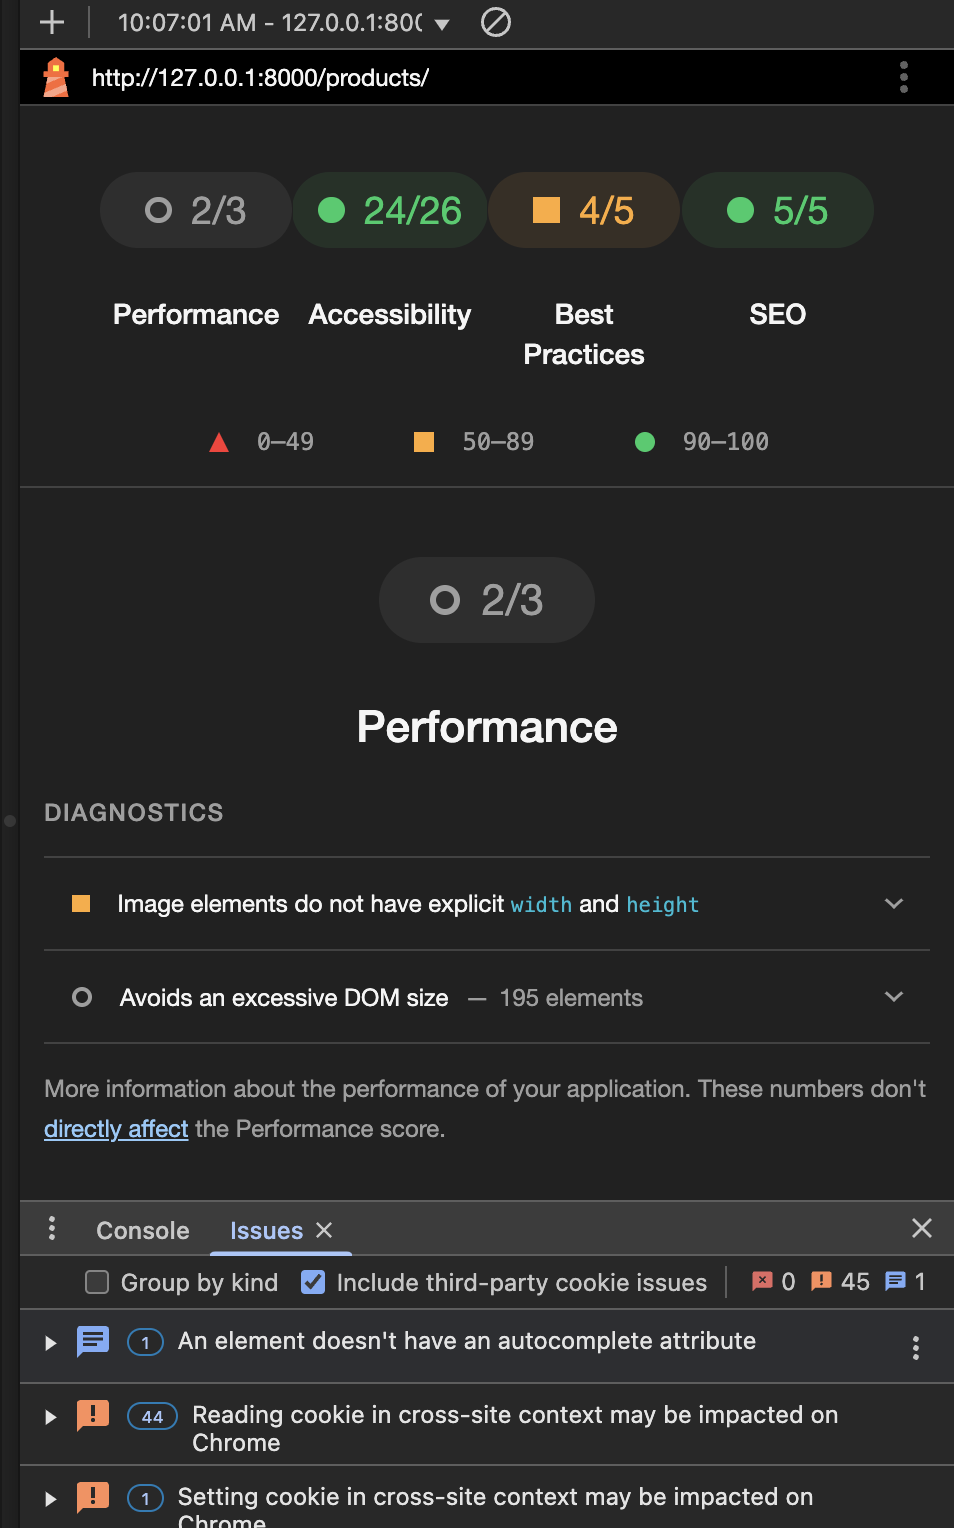 10:07:01 AM - 127.0.0.1:80
http://127.0.0.1:8000/products/
2/3
24/26
4/5
5/5
Performance
Accessibility
Best
Practices
SEO
0–49
50–89
90–100
2/3
Performance
DIAGNOSTICS
Image elements do not have explicit width and height
Avoids an excessive DOM size — 195 elements
More information about the performance of your application. These numbers don't
directly affect the Performance score.
Console
Issues
Group by kind
Include third-party cookie issues
0
45
1
1 An element doesn't have an autocomplete attribute
44 Reading cookie in cross-site context may be impacted on
Chrome
1 Setting cookie in cross-site context may be impacted on
Chrome